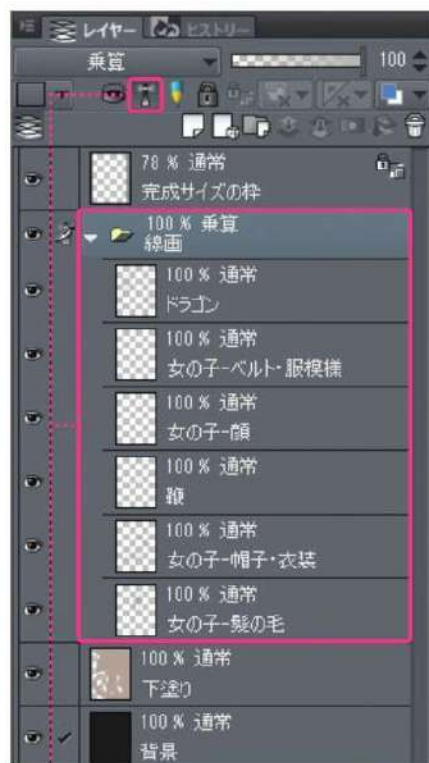 レイヤー ヒストリー
乗算 100
78 % 通常
完成サイズの枠
100 % 乗算
線画
100 % 通常
ドラゴン
100 % 通常
女の子-ベルト・服模様
100 % 通常
女の子-顔
100 % 通常
鞭
100 % 通常
女の子-帽子・衣装
100 % 通常
女の子-髪の毛
100 % 通常
下塗り
100 % 通常
背景